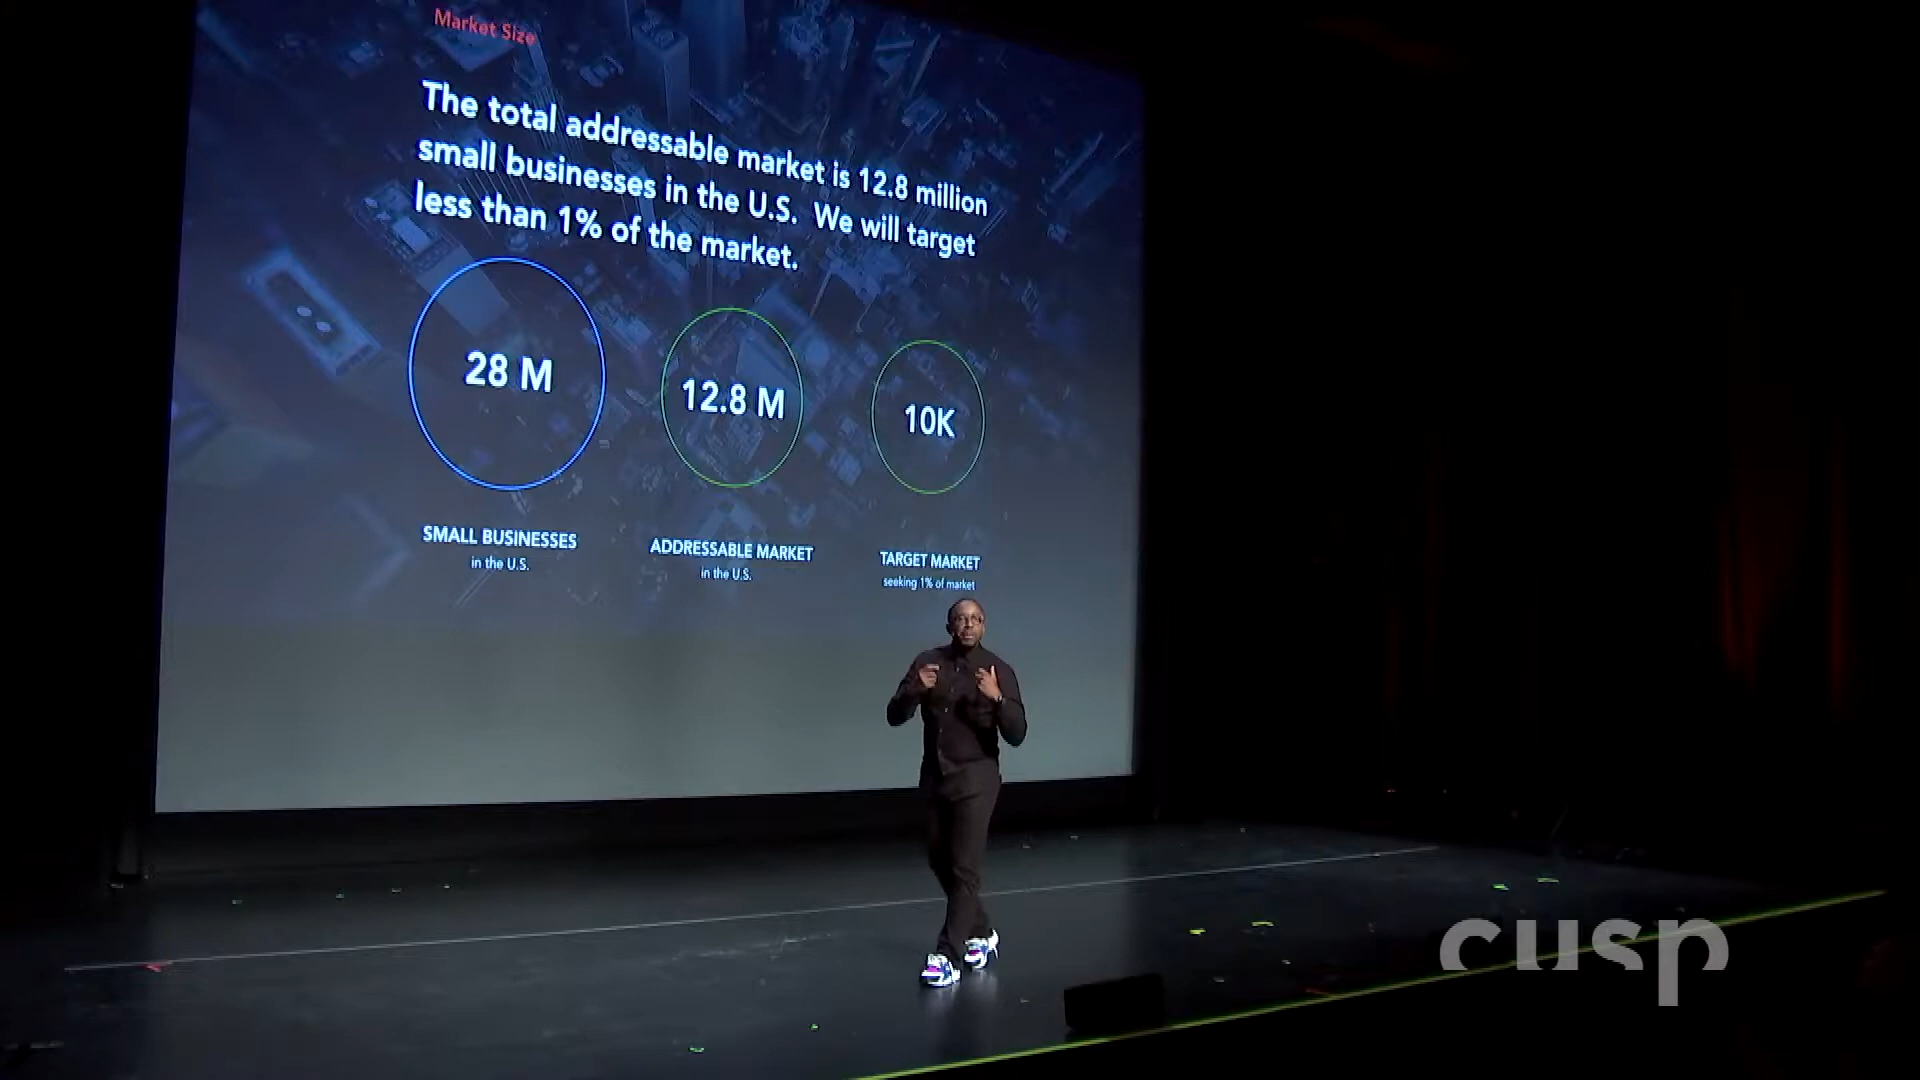 Market Size
The total addressable market is 12.8 million
small businesses in the U.S. We will target
less than 1% of the market.
28 M
12.8 M
10K
SMALL BUSINESSES
in the U.S.
ADDRESSABLE MARKET
in the U.S.
TARGET MARKET
seeking 1% of market
cusp